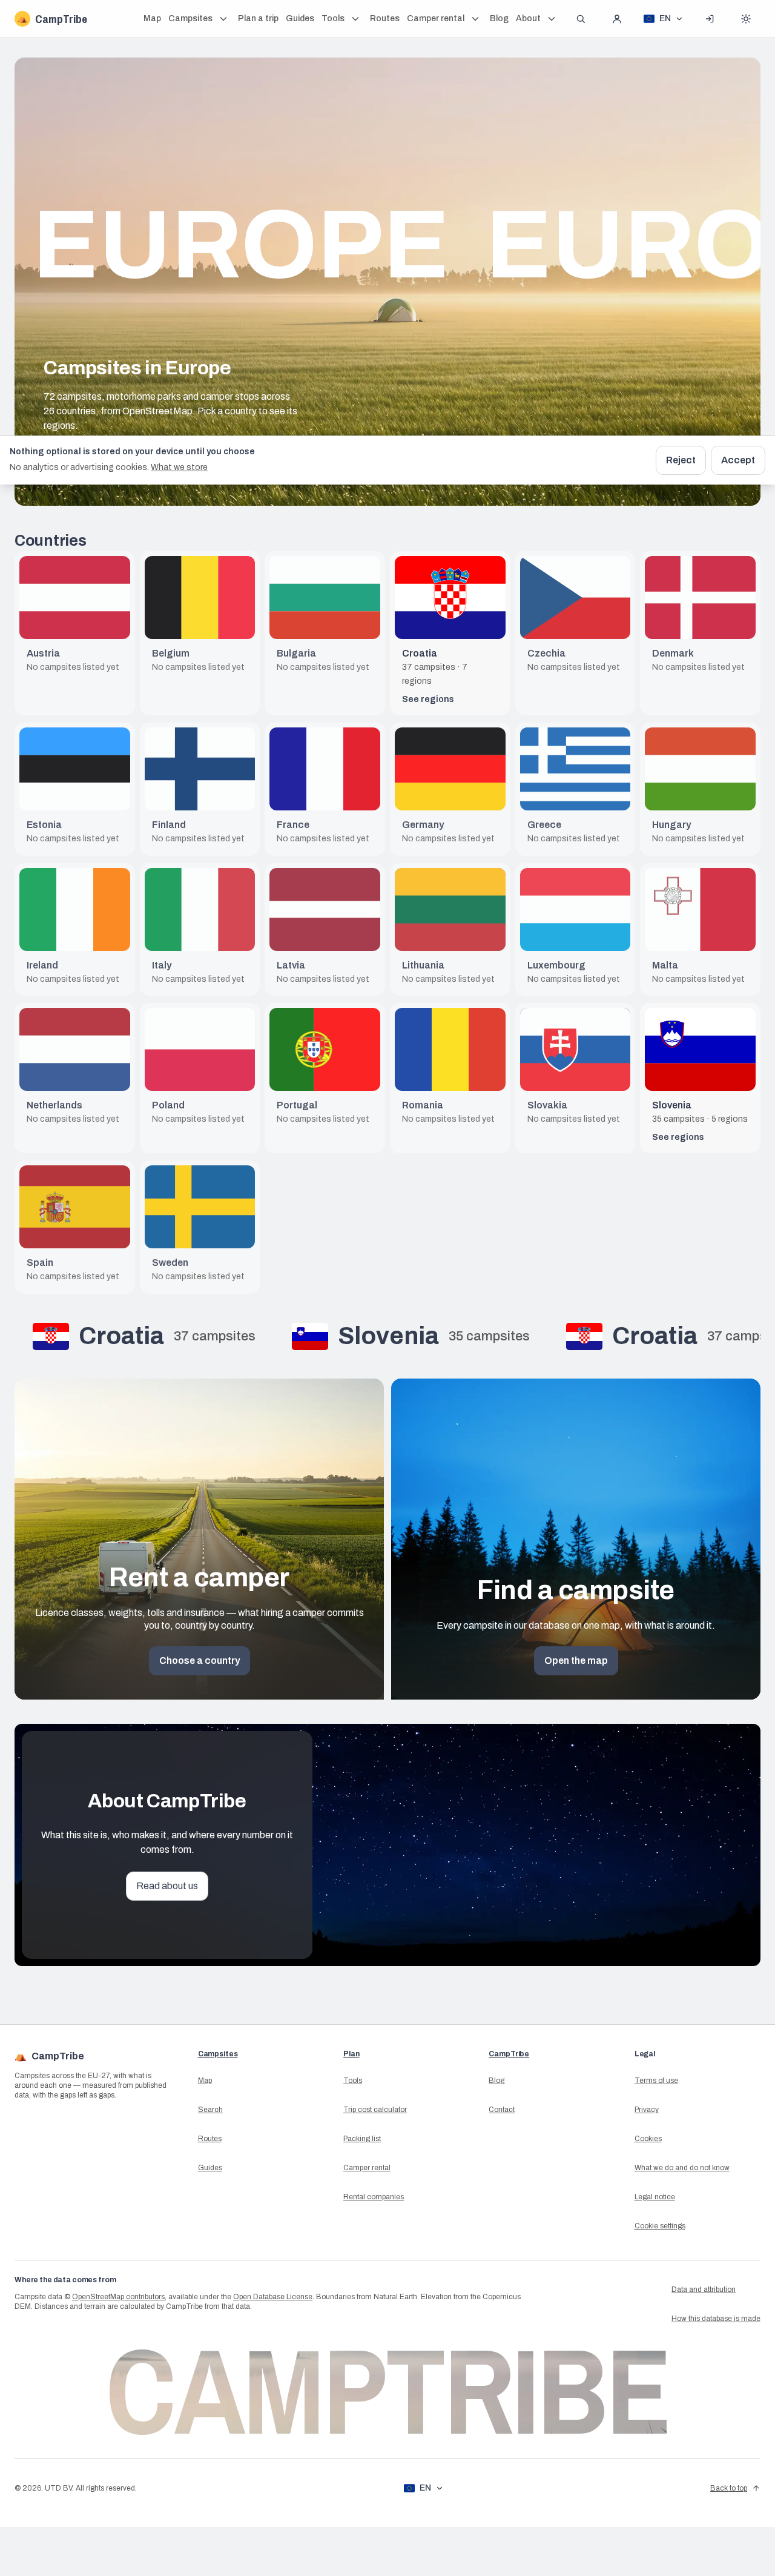 CampTribe
Map Campsites Plan a trip Guides Tools Routes Camper rental Blog About EN
EUROPE EURO
Campsites in Europe
72 campsites, motorhome parks and camper stops across
26 countries, from OpenStreetMap. Pick a country to see its
regions.
Nothing optional is stored on your device until you choose
No analytics or advertising cookies. What we store
Reject Accept
Countries
Austria
No campsites listed yet
Belgium
No campsites listed yet
Bulgaria
No campsites listed yet
Croatia
37 campsites · 7
regions
See regions
Czechia
No campsites listed yet
Denmark
No campsites listed yet
Estonia
No campsites listed yet
Finland
No campsites listed yet
France
No campsites listed yet
Germany
No campsites listed yet
Greece
No campsites listed yet
Hungary
No campsites listed yet
Ireland
No campsites listed yet
Italy
No campsites listed yet
Latvia
No campsites listed yet
Lithuania
No campsites listed yet
Luxembourg
No campsites listed yet
Malta
No campsites listed yet
Netherlands
No campsites listed yet
Poland
No campsites listed yet
Portugal
No campsites listed yet
Romania
No campsites listed yet
Slovakia
No campsites listed yet
Slovenia
35 campsites · 5 regions
See regions
Spain
No campsites listed yet
Sweden
No campsites listed yet
Croatia 37 campsites Slovenia 35 campsites Croatia 37 camps
Rent a camper
Licence classes, weights, tolls and insurance — what hiring a camper commits
you to, country by country.
Choose a country
Find a campsite
Every campsite in our database on one map, with what is around it.
Open the map
About CampTribe
What this site is, who makes it, and where every number on it
comes from.
Read about us
CampTribe
Campsites across the EU-27, with what is
around each one — measured from published
data, with the gaps left as gaps.
Campsites
Map
Search
Routes
Guides
Plan
Tools
Trip cost calculator
Packing list
Camper rental
Rental companies
CampTribe
Blog
Contact
Legal
Terms of use
Privacy
Cookies
What we do and do not know
Legal notice
Cookie settings
Where the data comes from
Campsite data © OpenStreetMap contributors, available under the Open Database License. Boundaries from Natural Earth. Elevation from the Copernicus
DEM. Distances and terrain are calculated by CampTribe from that data.
Data and attribution
How this database is made
CAMPTRIBE
© 2026. UTD BV. All rights reserved.
EN
Back to top